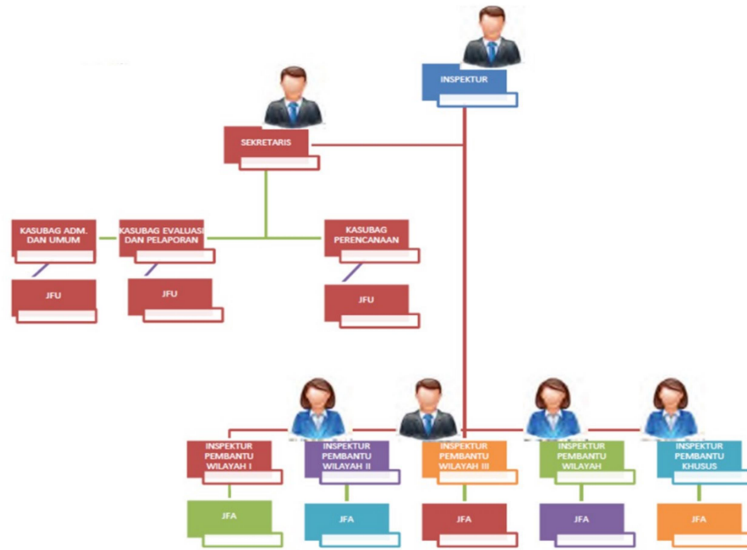 INSPEKTUR
SEKRETARIS
KASUBAG ADM.
DAN UMUM
KASUBAG EVALUASI
DAN PELAPORAN
KASUBAG
PERENCANAAN
JFU
JFU
JFU
INSPEKTUR
PEMBANTU
WILAYAH I
INSPEKTUR
PEMBANTU
WILAYAH II
INSPEKTUR
PEMBANTU
WILAYAH III
INSPEKTUR
PEMBANTU
WILAYAH
INSPEKTUR
PEMBANTU
KHUSUS
JFA
JFA
JFA
JFA
JFA